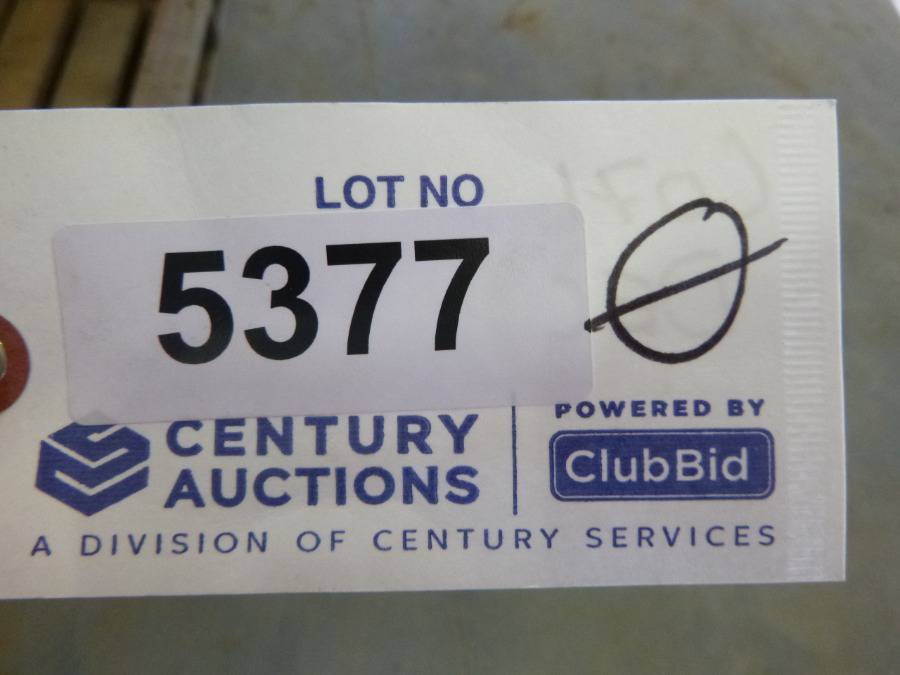 LOT NO
5377
Ø
CENTURY
AUCTIONS
POWERED BY
ClubBid
A DIVISION OF CENTURY SERVICES